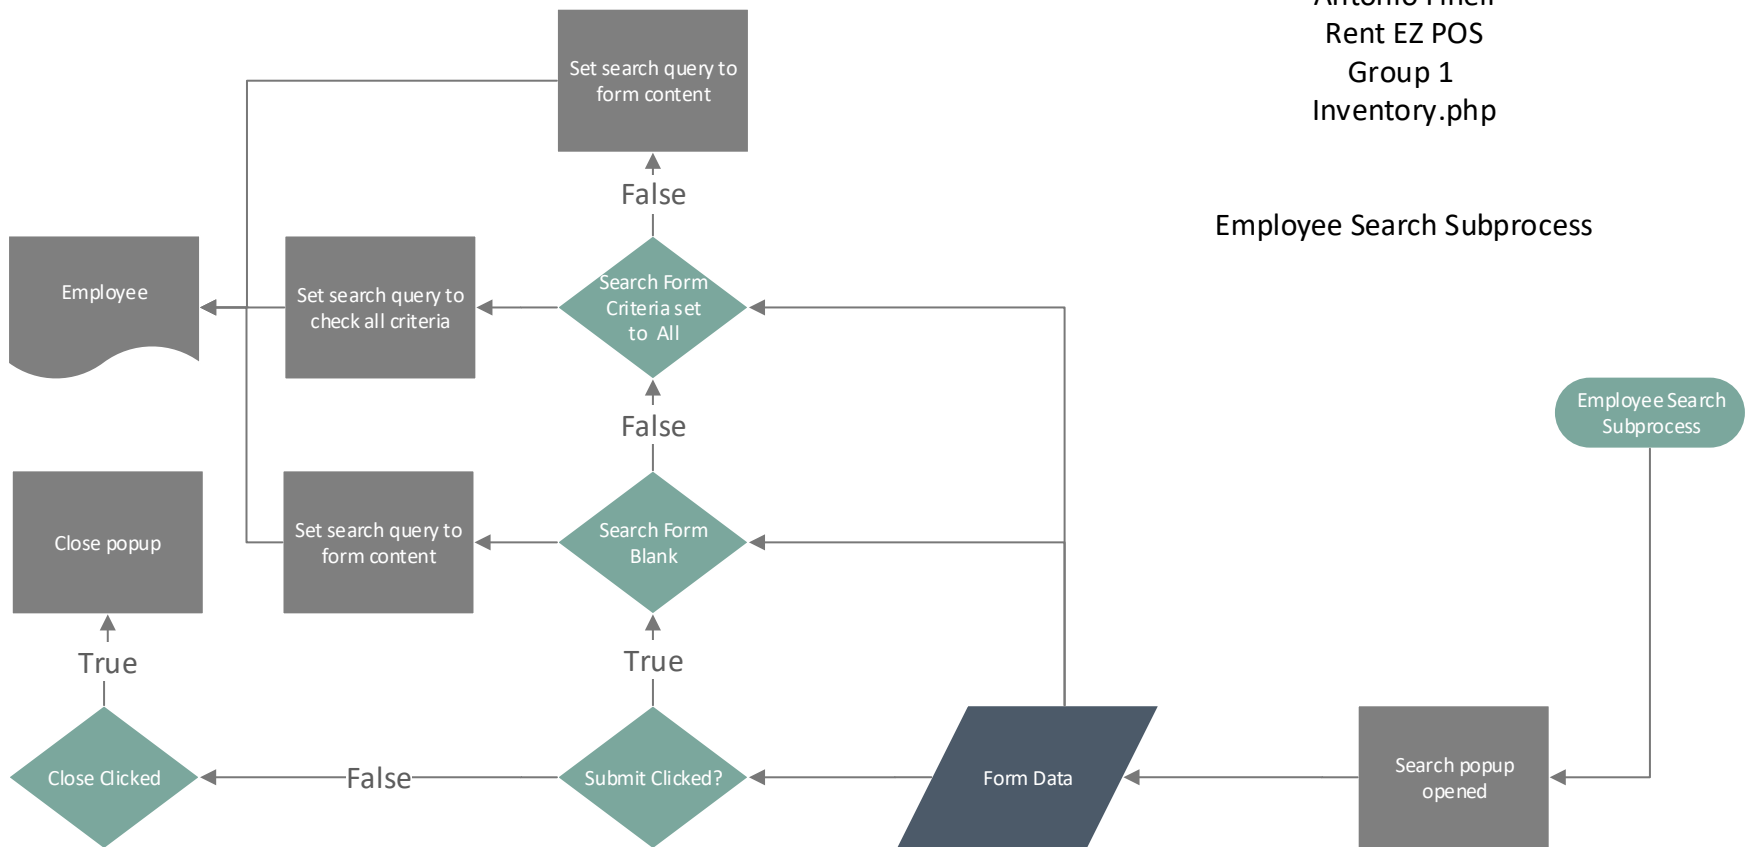 Rent EZ POS
Group 1
Inventory.php
Employee Search Subprocess
Set search query to
form content
False
Employee
Set search query to
check all criteria
Search Form
Criteria set
to All
False
Employee Search
Subprocess
Close popup
Set search query to
form content
Search Form
Blank
True
True
Close Clicked
False
Submit Clicked?
Form Data
Search popup
opened